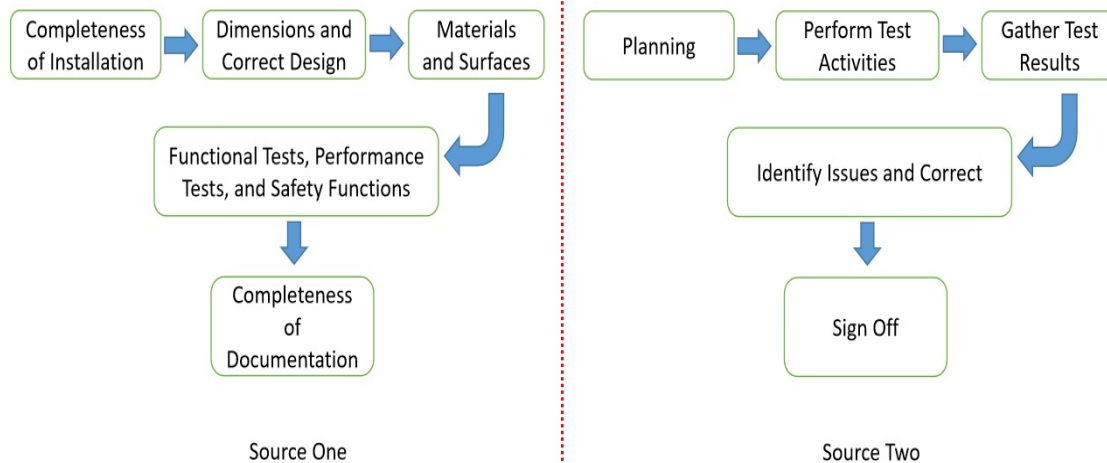 Completeness
of Installation
Dimensions and
Correct Design
Materials
and Surfaces
Functional Tests, Performance
Tests, and Safety Functions
Completeness
of
Documentation
Source One
Planning
Perform Test
Activities
Gather Test
Results
Identify Issues and Correct
Sign Off
Source Two